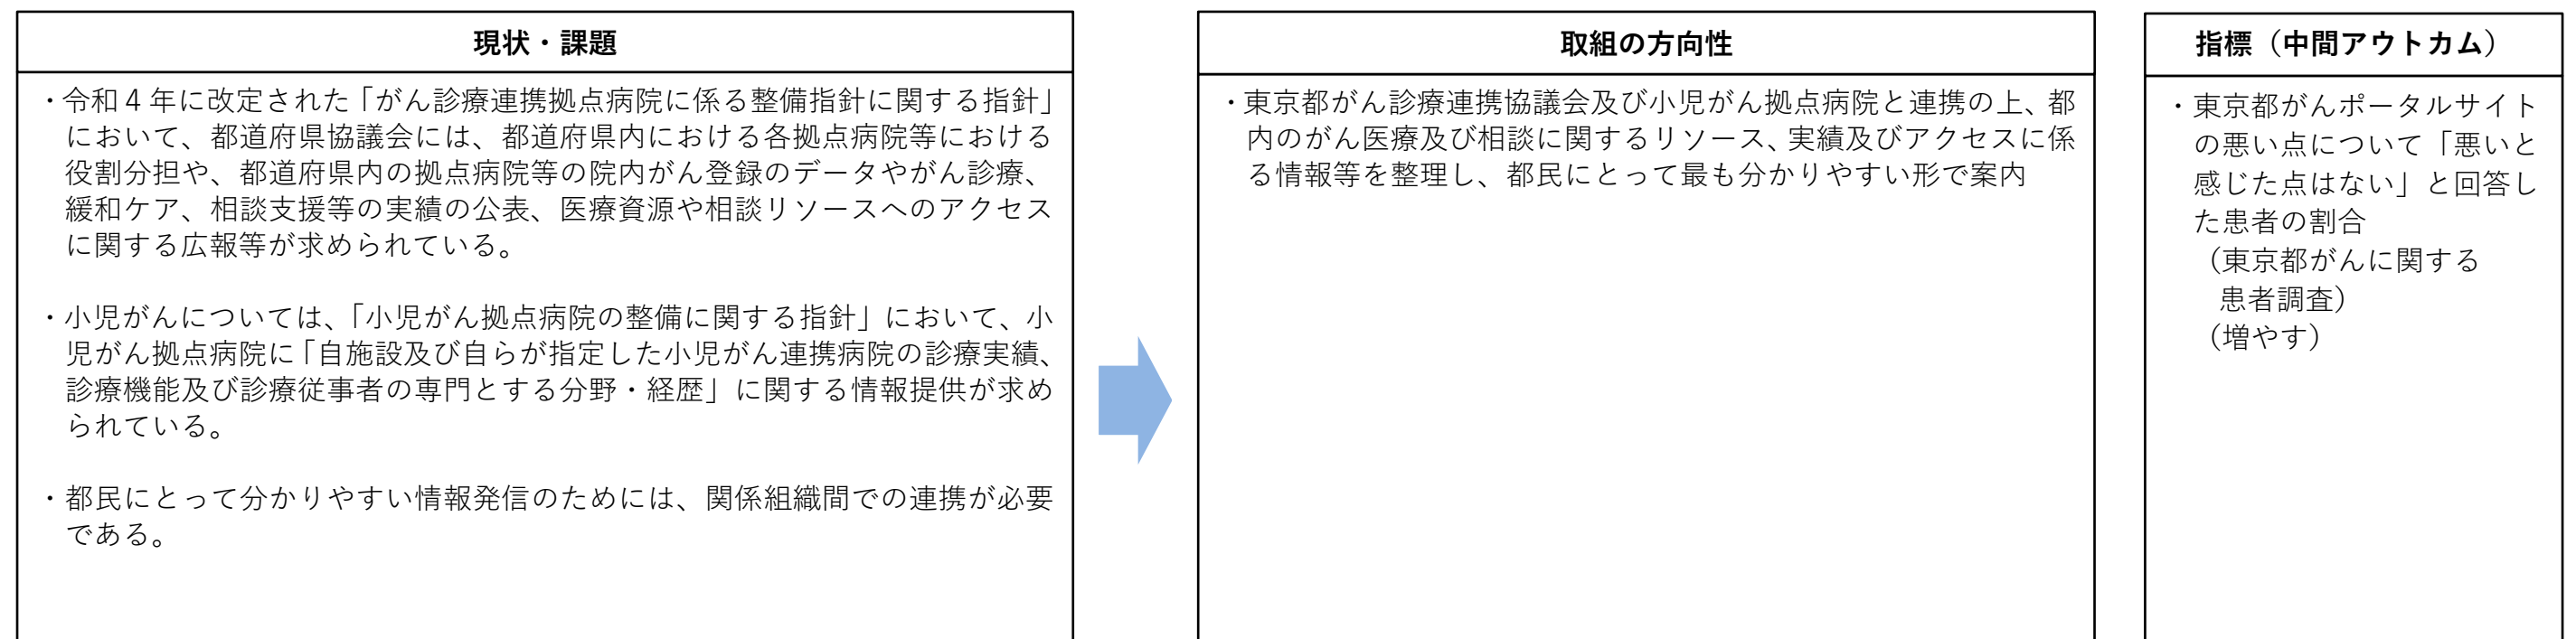 現状・課題
・令和4年に改定された「がん診療連携拠点病院に係る整備指針に関する指針」
において、都道府県協議会には、都道府県内における各拠点病院等における
役割分担や、都道府県内の拠点病院等の院内がん登録のデータやがん診療、
緩和ケア、相談支援等の実績の公表、医療資源や相談リソースへのアクセス
に関する広報等が求められている。
・小児がんについては、「小児がん拠点病院の整備に関する指針」において、小
児がん拠点病院に「自施設及び自らが指定した小児がん連携病院の診療実績、
診療機能及び診療従事者の専門とする分野・経歴」に関する情報提供が求め
られている。
・都民にとって分かりやすい情報発信のためには、関係組織間での連携が必要
である。
取組の方向性
・東京都がん診療連携協議会及び小児がん拠点病院と連携の上、都
内のがん医療及び相談に関するリソース、実績及びアクセスに係
る情報等を整理し、都民にとって最も分かりやすい形で案内
指標（中間アウトカム）
・東京都がんポータルサイト
の悪い点について「悪いと
感じた点はない」と回答し
た患者の割合
（東京都がんに関する
患者調査）
（増やす）